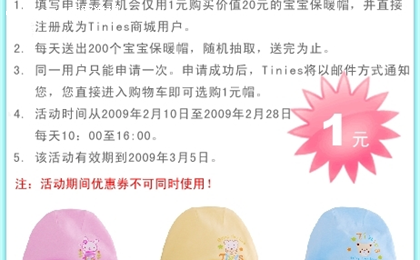 1. 填写申请表有机会仅用1元购买价值20元的宝宝保暖帽，并直接
注册成为Tinies商城用户。
2. 每天送出200个宝宝保暖帽，随机抽取，送完为止。
3. 同一用户只能申请一次。申请成功后，Tinies将以邮件方式通知
您，您直接进入购物车即可选购1元帽。
4. 活动时间从2009年2月10日至2009年2月28日
每天10：00至16:00。
5. 该活动有效期到2009年3月5日。
1元
注：活动期间优惠券不可同时使用！